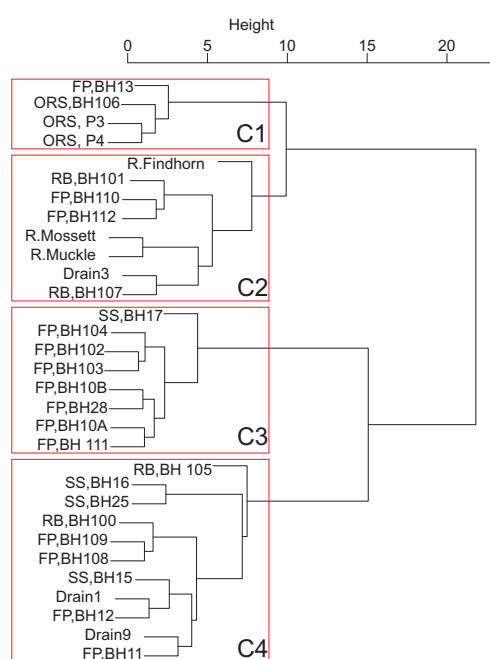 Height
0 5 10 15 20
FP,BH13
ORS,BH106
ORS, P3
ORS, P4
C1
R.Findhorn
RB,BH101
FP,BH110
FP,BH112
R.Mossett
R.Muckle
Drain3
RB,BH107
C2
SS,BH17
FP,BH104
FP,BH102
FP,BH103
FP,BH10B
FP,BH28
FP,BH10A
FP,BH 111
C3
RB,BH 105
SS,BH16
SS,BH25
RB,BH100
FP,BH109
FP,BH108
SS,BH15
Drain1
FP,BH12
Drain9
FP,BH11
C4